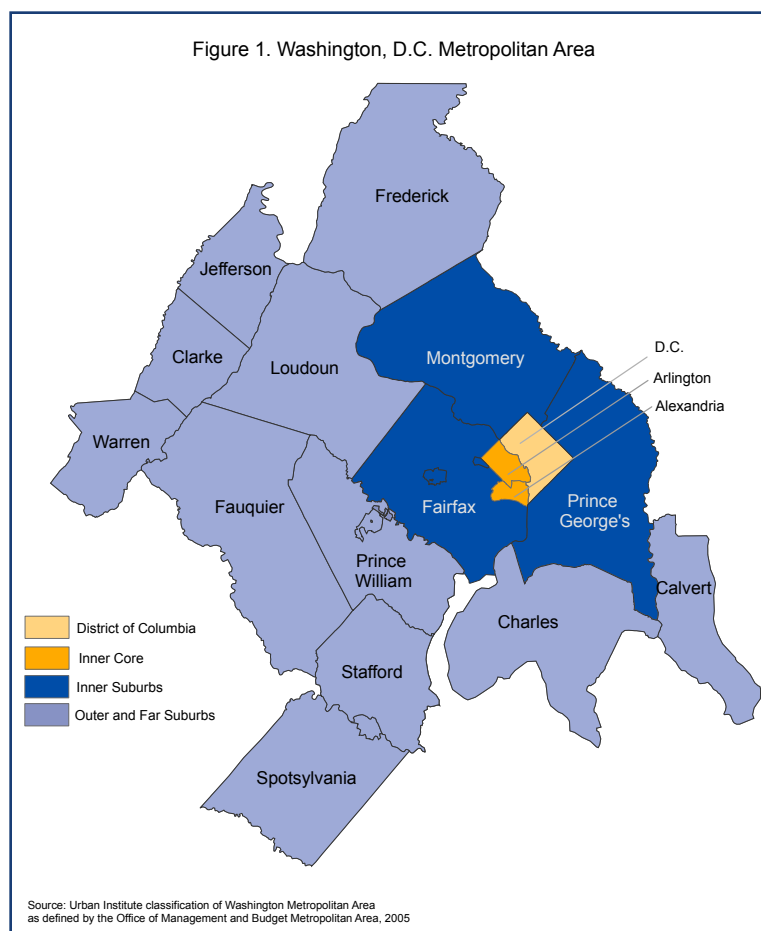 Figure 1. Washington, D.C. Metropolitan Area
Frederick
Jefferson
Clarke
Loudoun
Montgomery
D.C.
Arlington
Alexandria
Warren
Fauquier
Fairfax
Prince
George's
Prince
William
Calvert
Charles
Stafford
Spotsylvania
District of Columbia
Inner Core
Inner Suburbs
Outer and Far Suburbs
Source: Urban Institute classification of Washington Metropolitan Area
as defined by the Office of Management and Budget Metropolitan Area, 2005